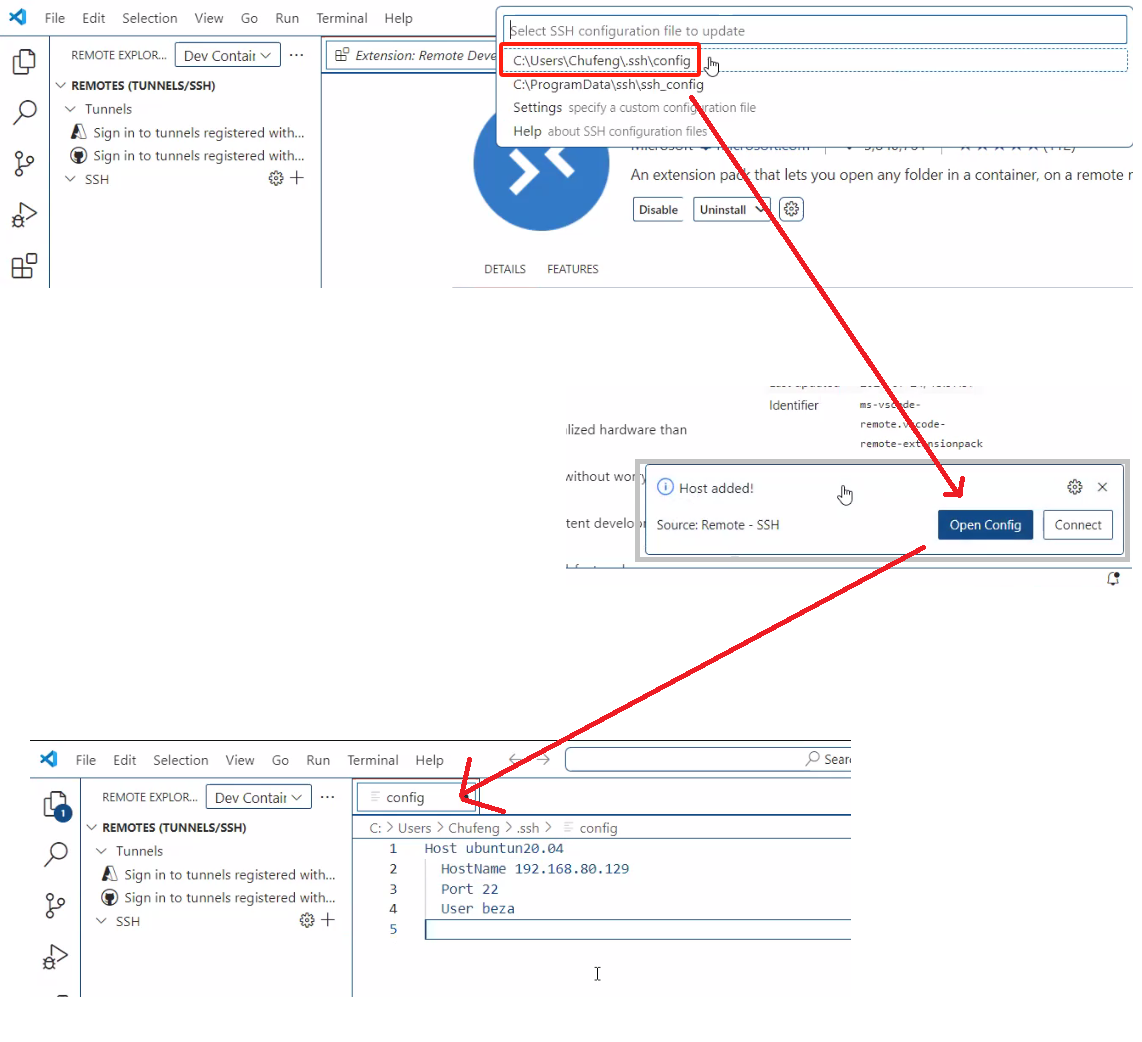 File Edit Selection View Go Run Terminal Help
Select SSH configuration file to update
REMOTE EXPLOR... Dev Contair ...
Extension: Remote Deve
C:\Users\Chufeng\.ssh\config
C:\ProgramData\ssh\ssh_config
Settings specify a custom configuration file
Help about SSH configuration files
REMOTES (TUNNELS/SSH)
Tunnels
Sign in to tunnels registered with...
Sign in to tunnels registered with...
SSH
An extension pack that lets you open any folder in a container, on a remote
Disable Uninstall
DETAILS FEATURES
Identifier ms-vscode-
remote.vscode-
remote-extensionpack
lized hardware than
without worry
tent develop
Host added!
Source: Remote - SSH Open Config Connect
File Edit Selection View Go Run Terminal Help
Sear
1
REMOTE EXPLOR... Dev Contair ...
config
REMOTES (TUNNELS/SSH)
Tunnels
Sign in to tunnels registered with...
Sign in to tunnels registered with...
SSH
C: > Users > Chufeng > .ssh > config
1 Host ubuntun20.04
2 HostName 192.168.80.129
3 Port 22
4 User beza
5